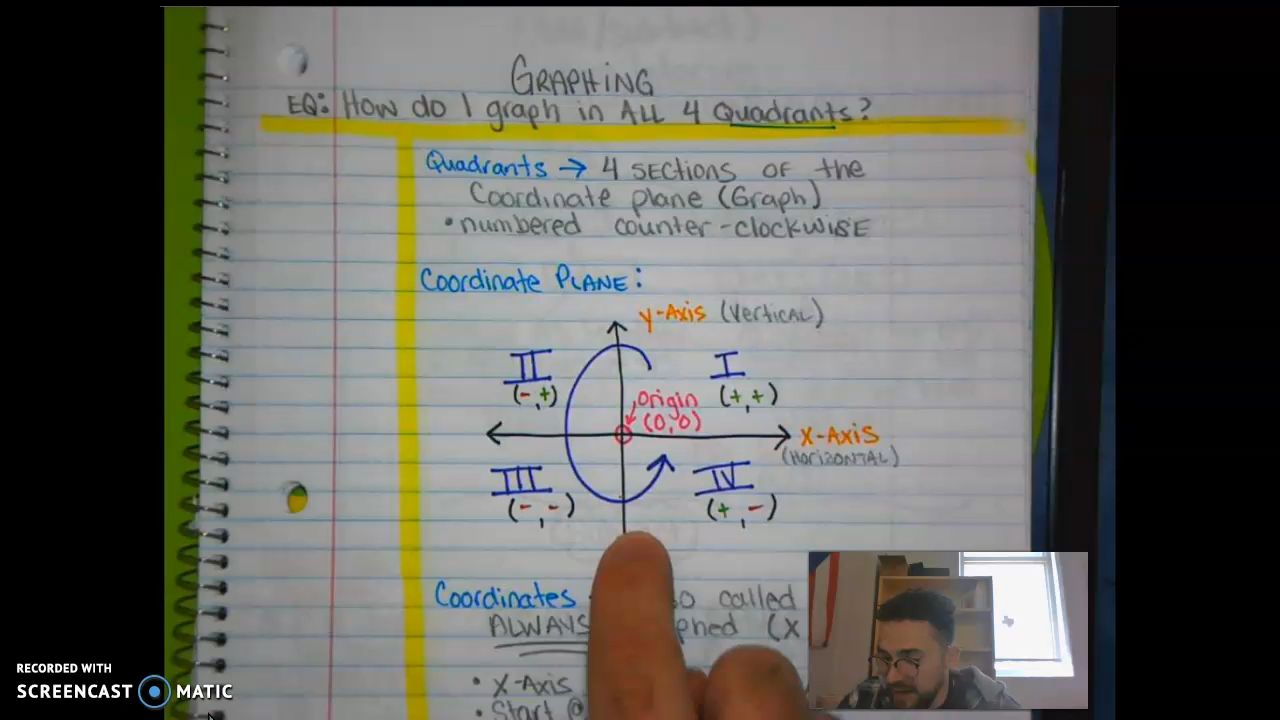 GRAPHING
EQ: How do I graph in ALL 4 Quadrants?
Quadrants → 4 SECTIONS OF the
Coordinate plane (Graph)
• numbered counter-clockwise
Coordinate PLANE:
y-Axis (VERTICAL)
II
(-,+)
I
(+,+)
Origin
(0,0)
X-Axis
(HORIZONTAL)
III
(-,-)
IV
(+,-)
Coordinates called
ALWAYS (X
• X-Axis
• Start @
RECORDED WITH
SCREENCAST MATIC